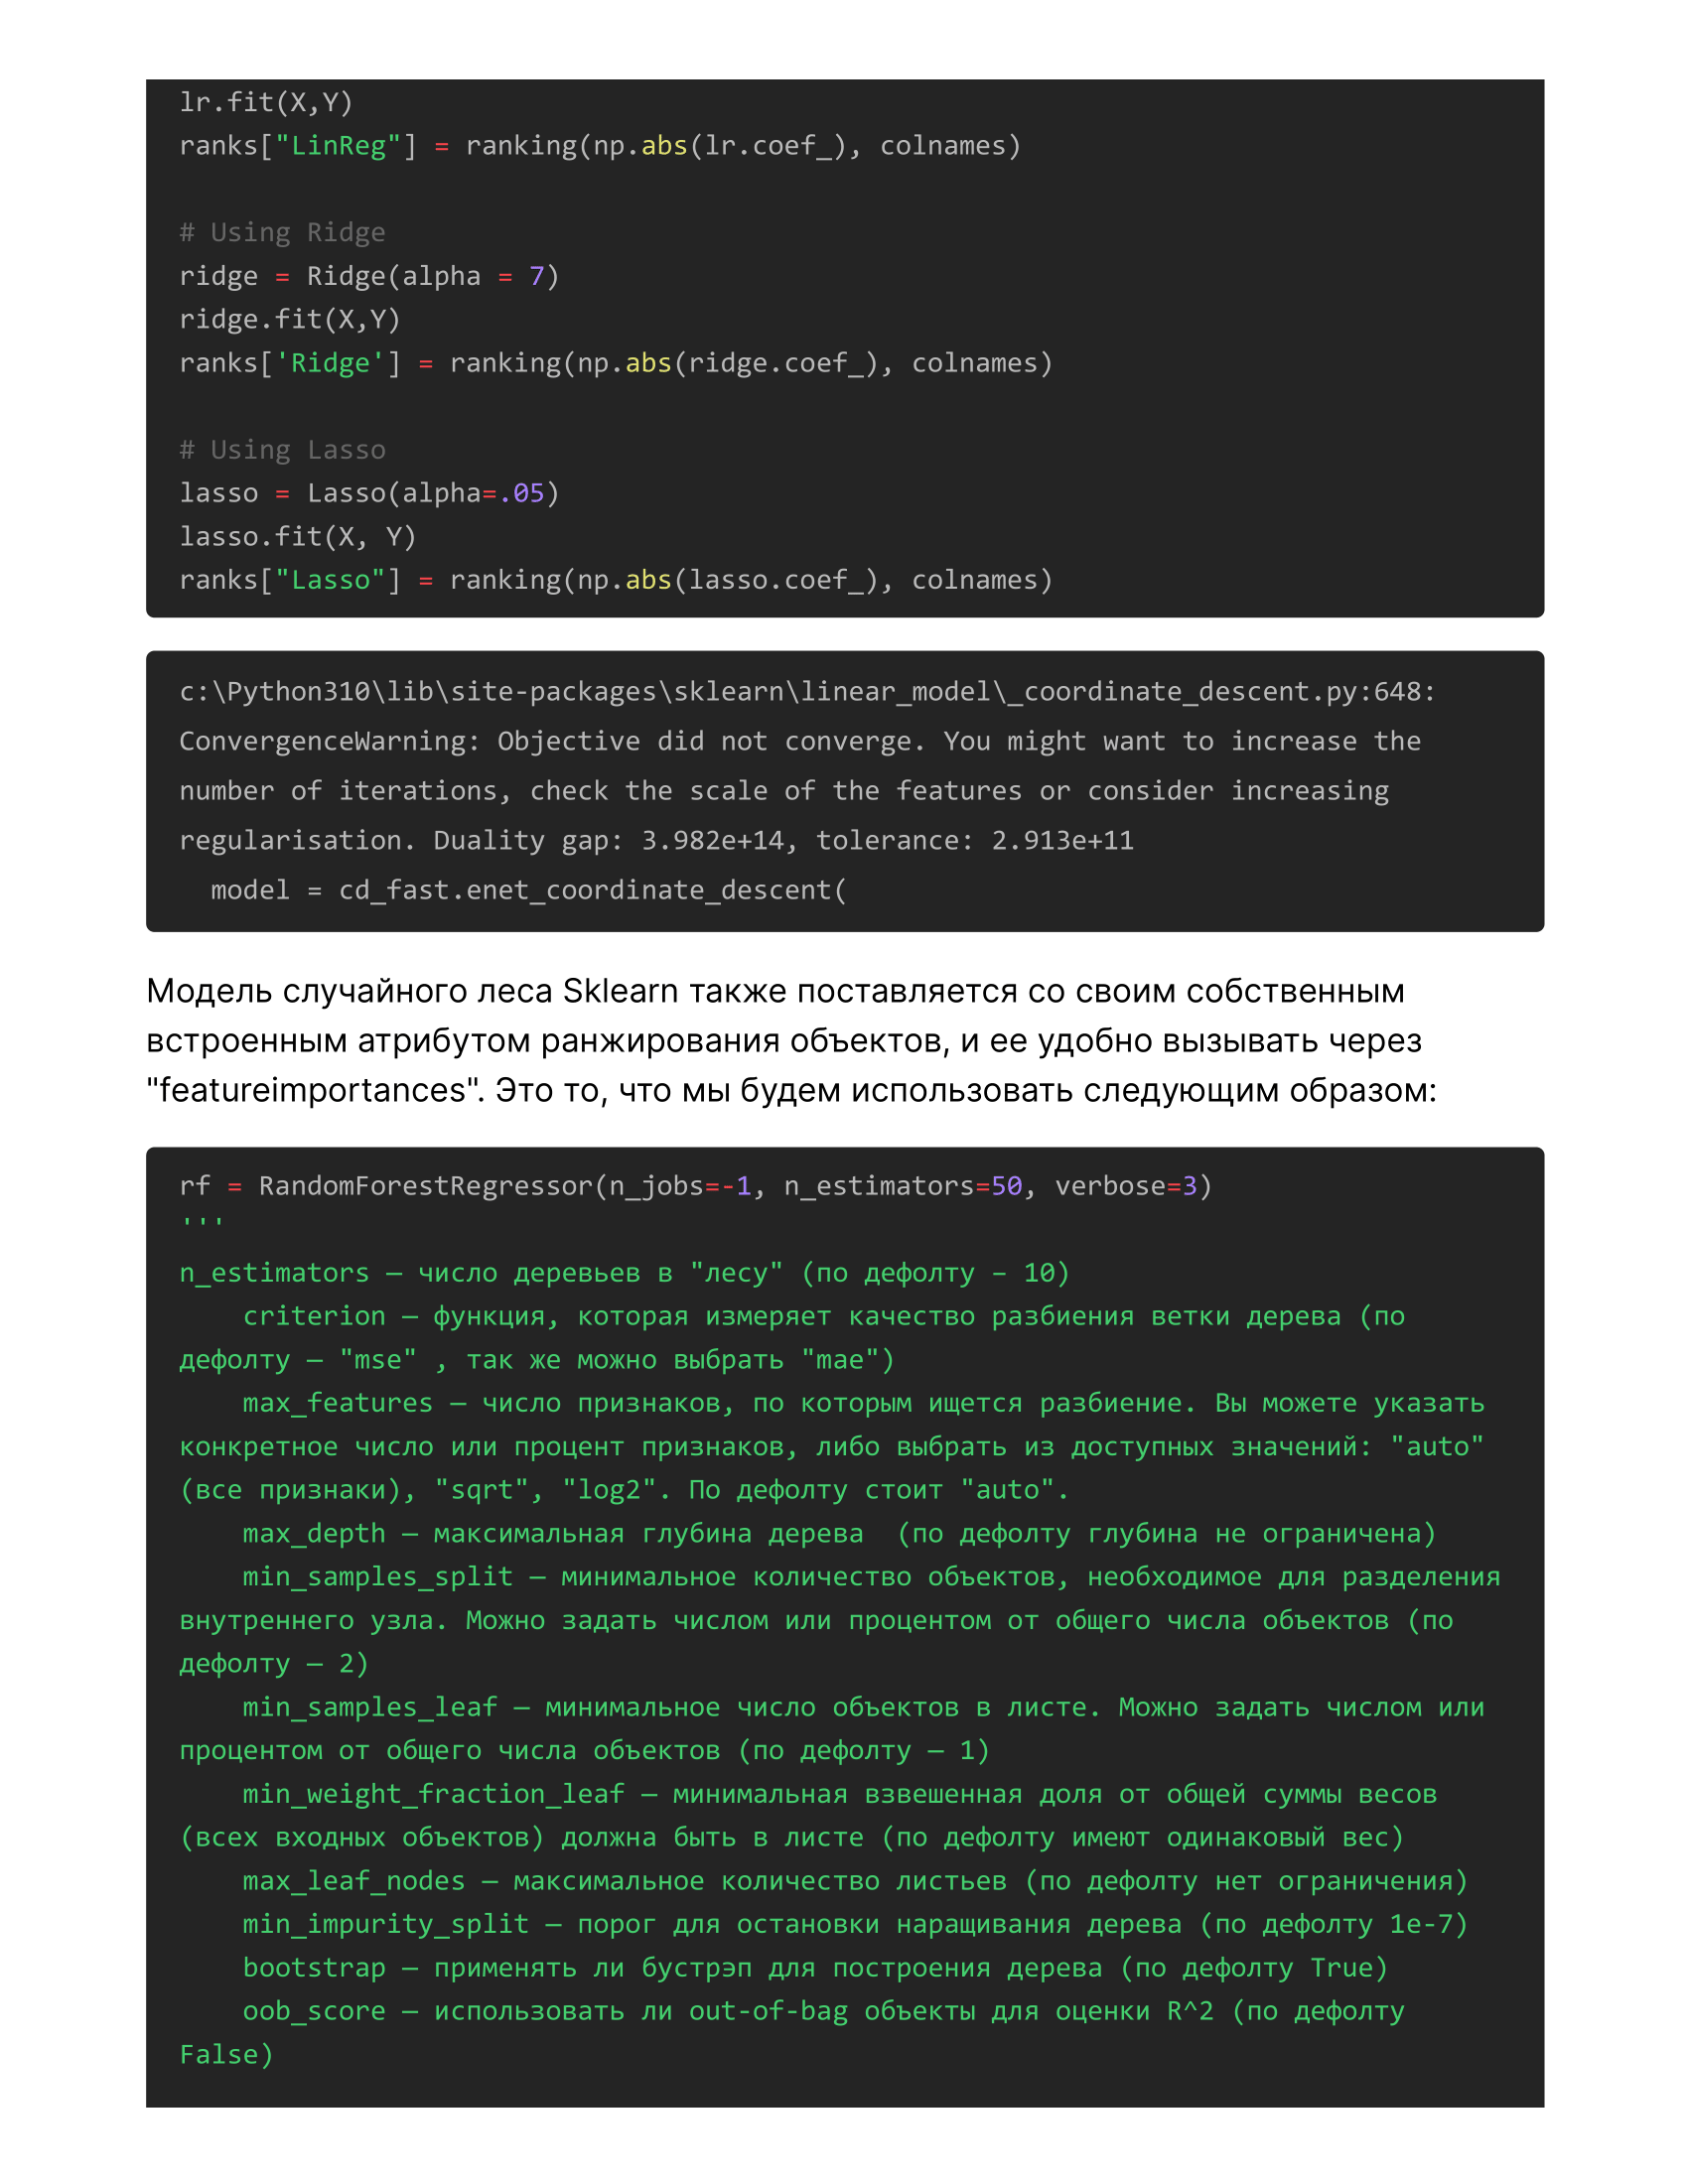 lr.fit(X,Y)
ranks["LinReg"] = ranking(np.abs(lr.coef_), colnames)
# Using Ridge
ridge = Ridge(alpha = 7)
ridge.fit(X,Y)
ranks['Ridge'] = ranking(np.abs(ridge.coef_), colnames)
# Using Lasso
lasso = Lasso(alpha=.05)
lasso.fit(X, Y)
ranks["Lasso"] = ranking(np.abs(lasso.coef_), colnames)
c:\Python310\lib\site-packages\sklearn\linear_model\_coordinate_descent.py:648:
ConvergenceWarning: Objective did not converge. You might want to increase the
number of iterations, check the scale of the features or consider increasing
regularisation. Duality gap: 3.982e+14, tolerance: 2.913e+11
  model = cd_fast.enet_coordinate_descent(
Модель случайного леса Sklearn также поставляется со своим собственным
встроенным атрибутом ранжирования объектов, и ее удобно вызывать через
"featureimportances". Это то, что мы будем использовать следующим образом:
rf = RandomForestRegressor(n_jobs=-1, n_estimators=50, verbose=3)
'''
n_estimators — число деревьев в "лесу" (по дефолту – 10)
    criterion — функция, которая измеряет качество разбиения ветки дерева (по
дефолту — "mse" , так же можно выбрать "mae")
    max_features — число признаков, по которым ищется разбиение. Вы можете указать
конкретное число или процент признаков, либо выбрать из доступных значений: "auto"
(все признаки), "sqrt", "log2". По дефолту стоит "auto".
    max_depth — максимальная глубина дерева  (по дефолту глубина не ограничена)
    min_samples_split — минимальное количество объектов, необходимое для разделения
внутреннего узла. Можно задать числом или процентом от общего числа объектов (по
дефолту — 2)
    min_samples_leaf — минимальное число объектов в листе. Можно задать числом или
процентом от общего числа объектов (по дефолту — 1)
    min_weight_fraction_leaf — минимальная взвешенная доля от общей суммы весов
(всех входных объектов) должна быть в листе (по дефолту имеют одинаковый вес)
    max_leaf_nodes — максимальное количество листьев (по дефолту нет ограничения)
    min_impurity_split — порог для остановки наращивания дерева (по дефолту 1e-7)
    bootstrap — применять ли бустрэп для построения дерева (по дефолту True)
    oob_score — использовать ли out-of-bag объекты для оценки R^2 (по дефолту
False)